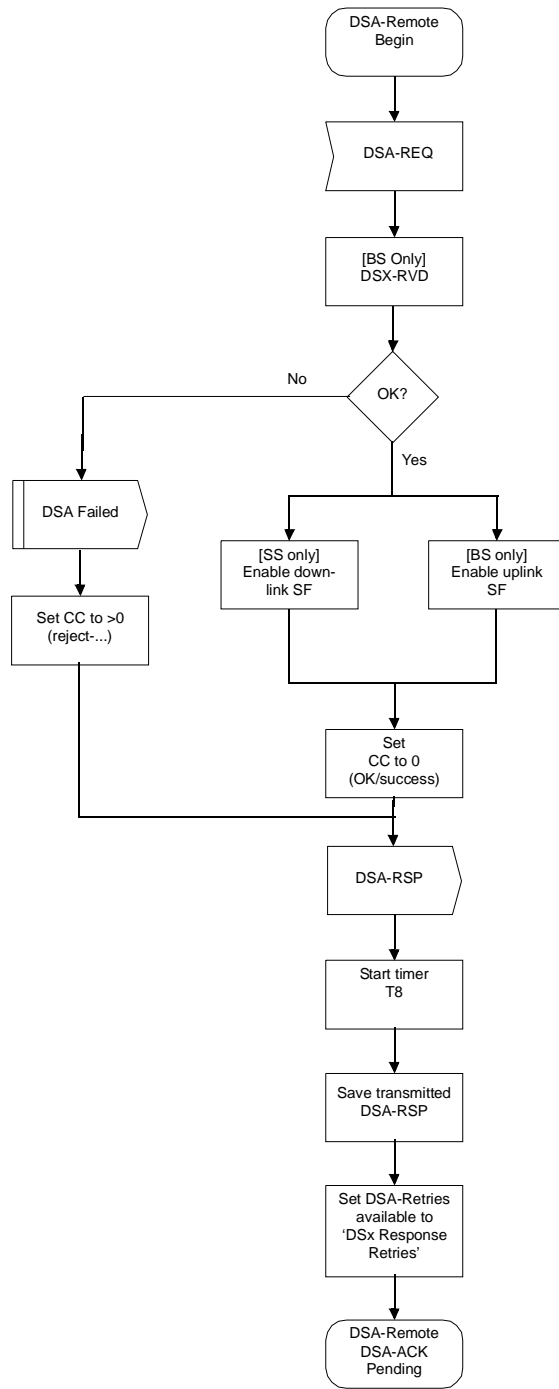 DSA-Remote
Begin
DSA-REQ
[BS Only]
DSX-RVD
No
OK?
Yes
DSA Failed
[SS only]
Enable down-
link SF
[BS only]
Enable uplink
SF
Set CC to >0
(reject-...)
Set
CC to 0
(OK/success)
DSA-RSP
Start timer
T8
Save transmitted
DSA-RSP
Set DSA-Retries
available to
‘DSx Response
Retries’
DSA-Remote
DSA-ACK
Pending